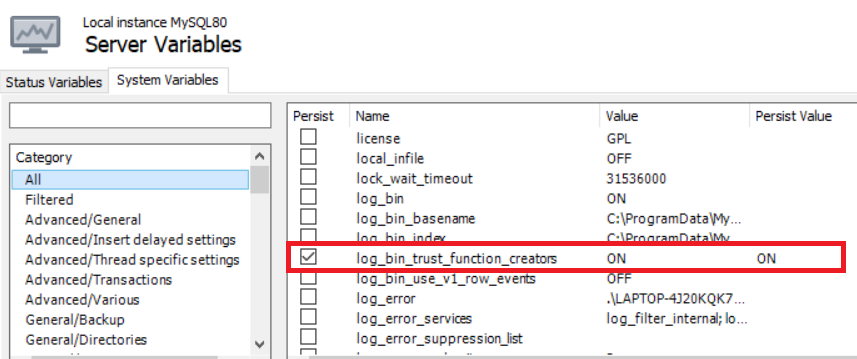 Local instance MySQL80
Server Variables
Status Variables System Variables
Category
All
Filtered
Advanced/General
Advanced/Insert delayed settings
Advanced/Thread specific settings
Advanced/Transactions
Advanced/Various
General/Backup
General/Directories
Persist Name Value Persist Value
license GPL
local_infile OFF
lock_wait_timeout 31536000
log_bin ON
log_bin_basename C:\ProgramData\My...
log_bin_index C:\ProgramData\My...
log_bin_trust_function_creators ON ON
log_bin_use_v1_row_events OFF
log_error .\LAPTOP-4J20KQK7...
log_error_services log_filter_internal; lo...
log_error_suppression_list